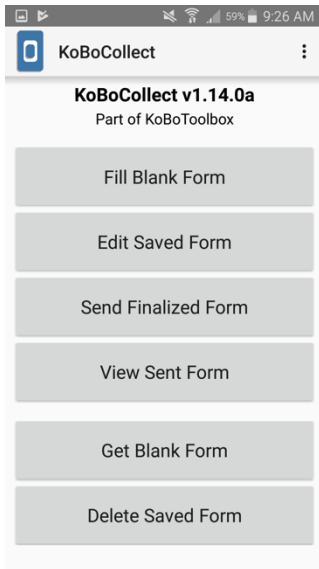 59% 9:26 AM
KoBoCollect
KoBoCollect v1.14.0a
Part of KoBoToolbox
Fill Blank Form
Edit Saved Form
Send Finalized Form
View Sent Form
Get Blank Form
Delete Saved Form